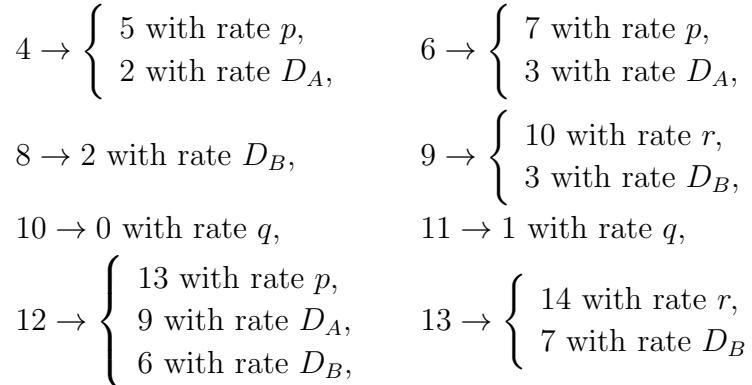 4 → { 5 with rate p,
2 with rate D_A,
6 → { 7 with rate p,
3 with rate D_A,
8 → 2 with rate D_B,
9 → { 10 with rate r,
3 with rate D_B,
10 → 0 with rate q,
11 → 1 with rate q,
12 → { 13 with rate p,
9 with rate D_A,
6 with rate D_B,
13 → { 14 with rate r,
7 with rate D_B